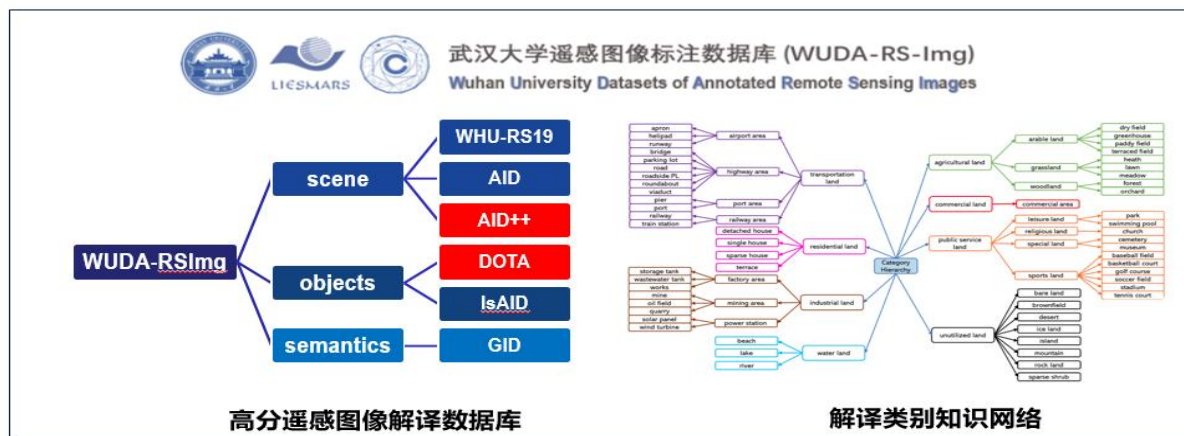 武汉大学遥感图像标注数据库 (WUDA-RS-Img)
LIESMARS
Wuhan University Datasets of Annotated Remote Sensing Images
WUDA-RSImg
scene
objects
semantics
WHU-RS19
AID
AID++
DOTA
IsAID
GID
apron
helipad
runway
bridge
parking lot
road
roadside PL
roundabout
viaduct
pier
port
railway
train station
airport area
highway area
port area
railway area
transportation land
detached house
single house
sparse house
terrace
residential land
storage tank
wastewater tank
works
mine
oil field
quarry
solar panel
wind turbine
factory area
mining area
power station
industrial land
beach
lake
river
water land
Category Hierarchy
agricultural land
arable land
grassland
woodland
dry field
greenhouse
paddy field
terraced field
heath
lawn
meadow
forest
orchard
commercial land
commercial area
public service land
leisure land
religious land
special land
sports land
park
swimming pool
church
cemetery
museum
baseball field
basketball court
golf course
soccer field
stadium
tennis court
unutilized land
bare land
brownfield
desert
ice land
island
mountain
rock land
sparse shrub
高分遥感图像解译数据库
解译类别知识网络